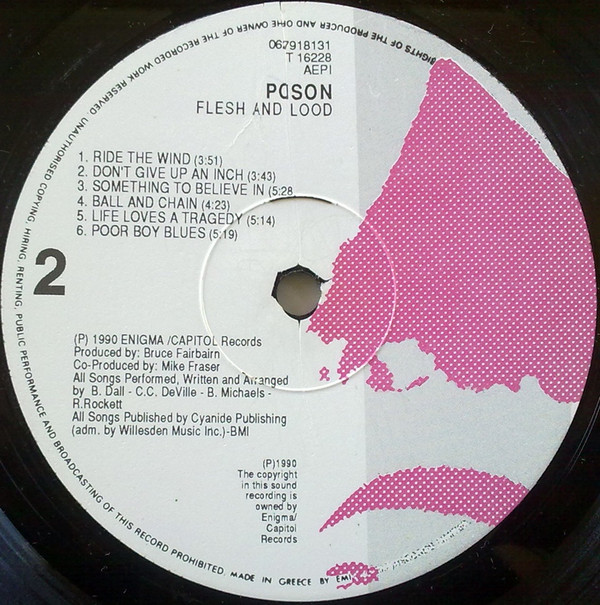 RIGHTS OF THE PRODUCER AND OF THE OWNER OF THE RECORDED WORK RESERVED. UNAUTHORISED COPYING, HIRING, RENTING, PUBLIC PERFORMANCE AND BROADCASTING OF THIS RECORD PROHIBITED. MADE IN GREECE BY EMI
067918131
T 16228
AEPI
POSON
FLESH AND LOOD
1. RIDE THE WIND (3:51)
2. DON'T GIVE UP AN INCH (3:43)
3. SOMETHING TO BELIEVE IN (5:28
4. BALL AND CHAIN (4:23)
5. LIFE LOVES A TRAGEDY (5:14)
6. POOR BOY BLUES (5:19)
2
(P) 1990 ENIGMA /CAPITOL Records
Produced by: Bruce Fairbairn
Co-Produced by: Mike Fraser
All Songs Performed, Written and Arranged
by B. Dall - C.C. DeVille - B. Michaels -
R.Rockett
All Songs Published by Cyanide Publishing
(adm. by Willesden Music Inc.)-BMI
(P)1990
The copyright
in this sound
recording is
owned by
Enigma/
Capitol
Records